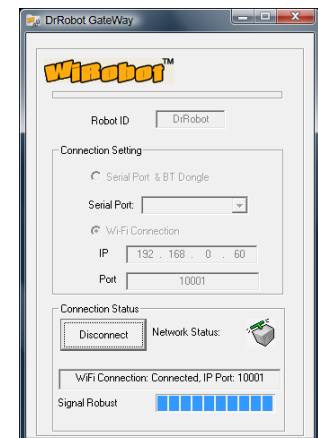 DrRobot GateWay
WiRobot™
Robot ID DrRobot
Connection Setting
Serial Port & BT Dongle
Serial Port:
Wi-Fi Connection
IP 192 . 168 . 0 . 60
Port 10001
Connection Status
Disconnect Network Status:
WiFi Connection: Connected, IP Port: 10001
Signal Robust